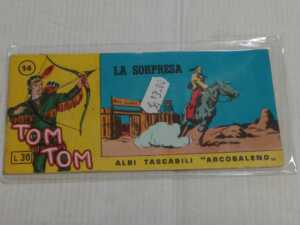 14
LA SORPRESA
TOM
TOM
L.30
ALBI TASCABILI "ARCOBALENO"